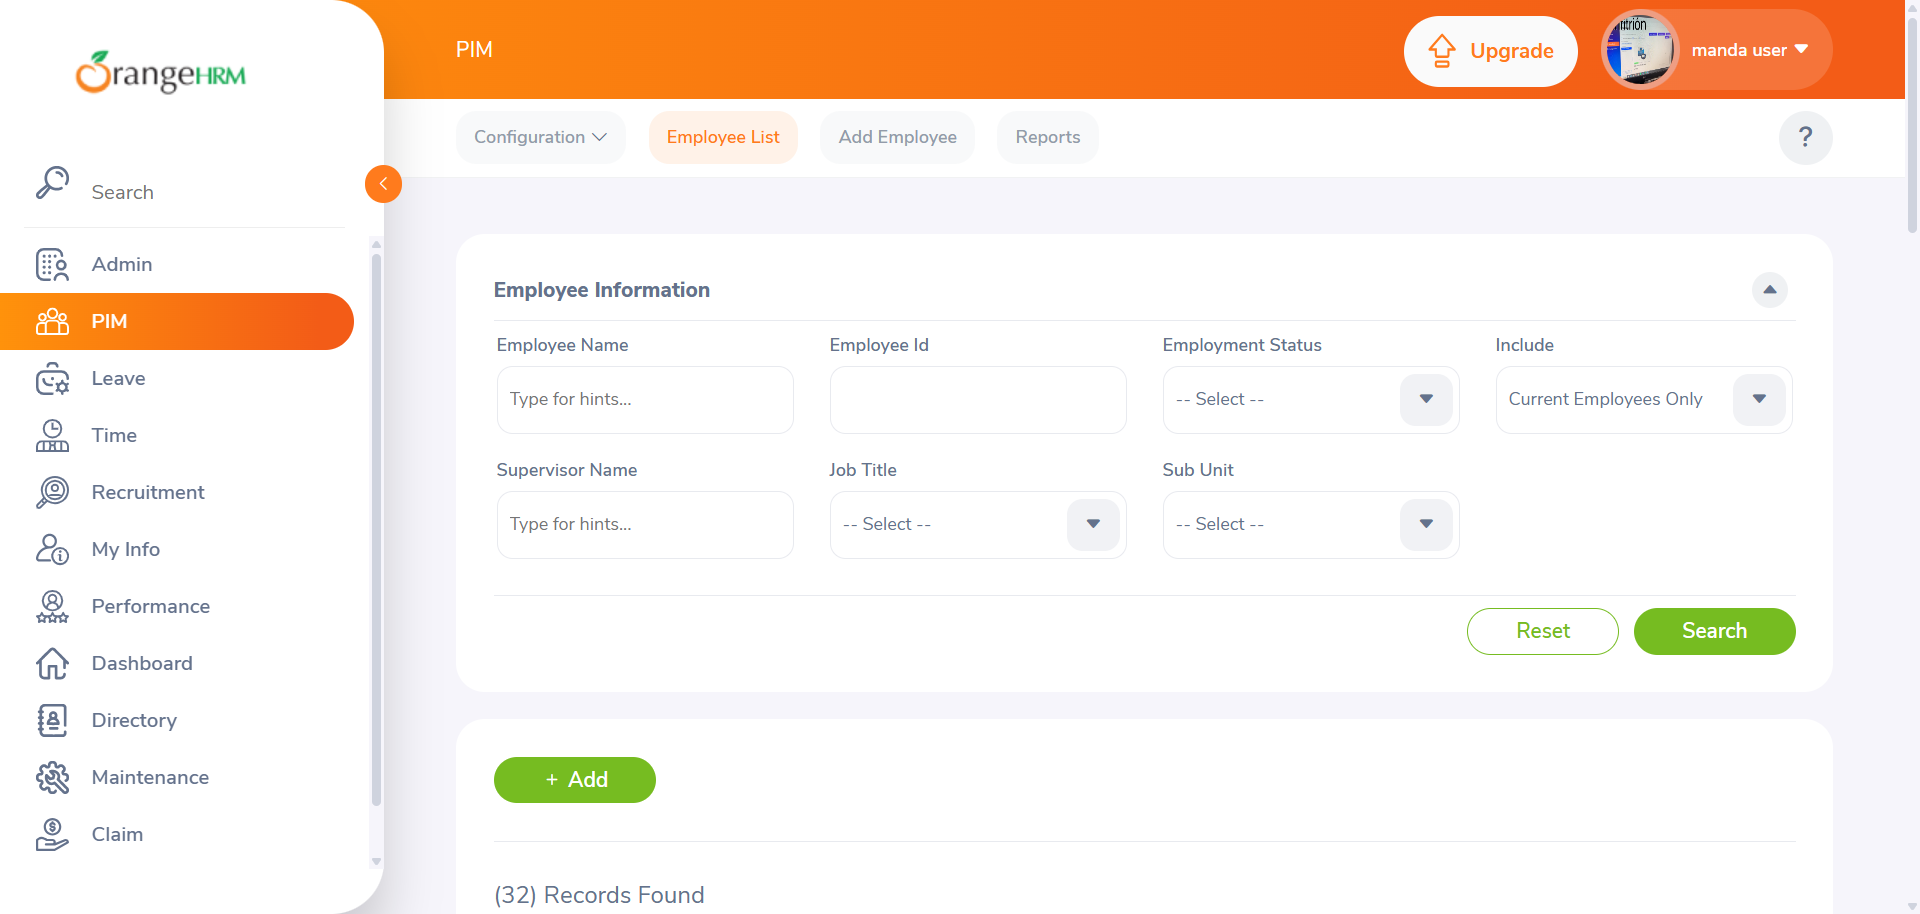 OrangeHRM
PIM
Upgrade
manda user
Configuration
Employee List
Add Employee
Reports
?
Search
Admin
PIM
Leave
Time
Recruitment
My Info
Performance
Dashboard
Directory
Maintenance
Claim
Employee Information
Employee Name
Employee Id
Employment Status
Include
Type for hints...
-- Select --
Current Employees Only
Supervisor Name
Job Title
Sub Unit
Type for hints...
-- Select --
-- Select --
Reset
Search
+ Add
(32) Records Found